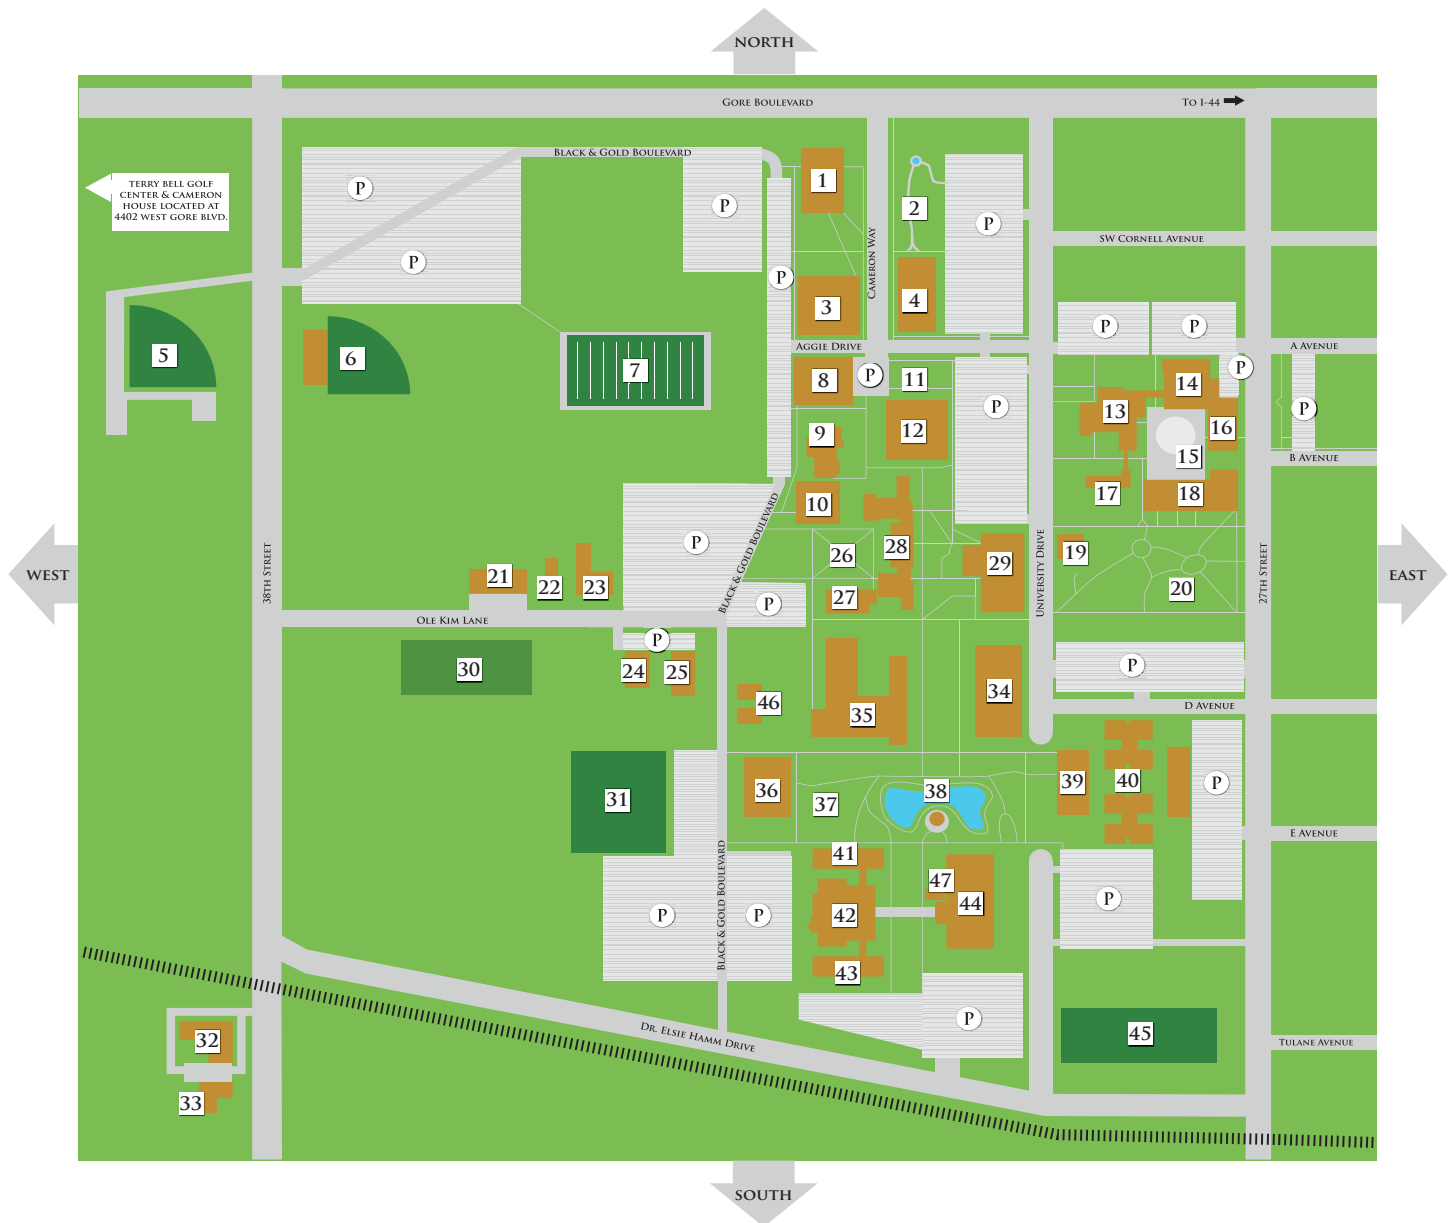 NORTH
Gore Boulevard
To I-44
Black & Gold Boulevard
TERRY BELL GOLF
CENTER & CAMERON
HOUSE LOCATED AT
4402 WEST GORE BLVD.
1
P
2
P
P
Cameron Way
SW Cornell Avenue
P
P
4
3
P
P
Aggie Drive
A Avenue
5
6
7
8
P
11
P
14
P
13
16
P
9
12
15
B Avenue
17
18
10
Black & Gold Boulevard
P
26
28
19
29
University Drive
38th Street
27th Street
WEST
EAST
21
22
23
27
20
P
Ole Kim Lane
P
24
25
30
P
34
46
35
D Avenue
36
37
38
39
40
P
31
E Avenue
41
47
44
P
42
P
P
Black & Gold Boulevard
43
P
45
32
Dr. Elsie Hamm Drive
Tulane Avenue
33
SOUTH